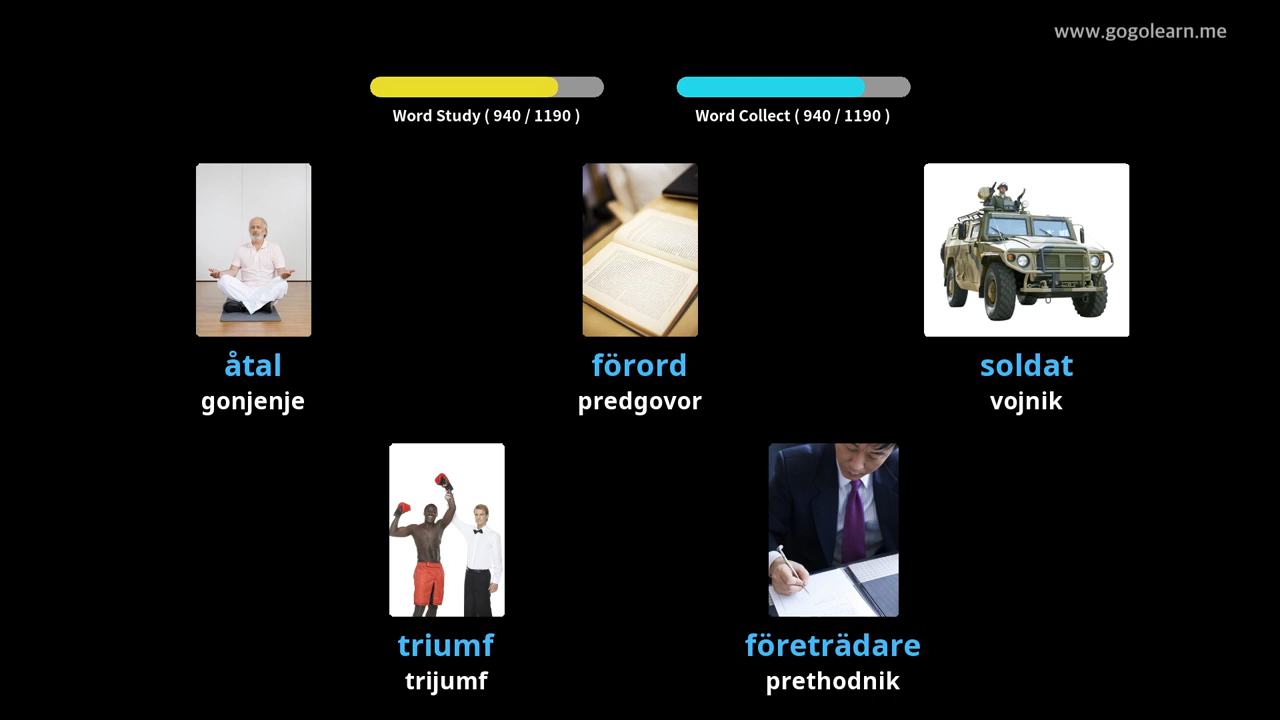 www.gogolearn.me
Word Study ( 940 / 1190 )
Word Collect ( 940 / 1190 )
åtal
gonjenje
förord
predgovor
soldat
vojnik
triumf
trijumf
företrädare
prethodnik